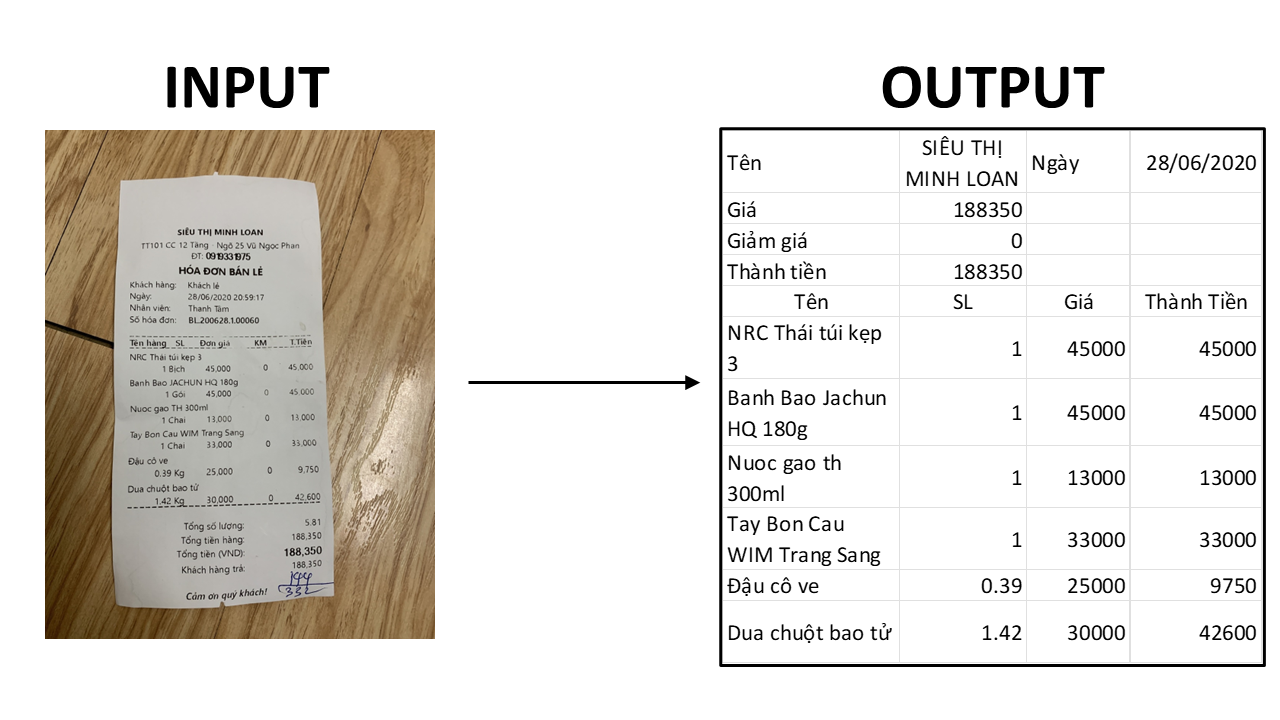 INPUT
SIÊU THỊ MINH LOAN
TT101 CC 12 Tầng - Ngõ 25 Vũ Ngọc Phan
ĐT: 0919331975
HÓA ĐƠN BÁN LẺ
Khách hàng: Khách lẻ
Ngày: 28/06/2020 20:59:17
Nhân viên: Thanh Tâm
Số hóa đơn: BL.200628.1.00060
Tên hàng SL Đơn giá KM T.Tiền
NRC Thái túi kẹp 3
1 Bịch 45,000 0 45,000
Banh Bao JACHUN HQ 180g
1 Gói 45,000 0 45,000
Nuoc gao TH 300ml
1 Chai 13,000 0 13,000
Tay Bon Cau WIM Trang Sang
1 Chai 33,000 0 33,000
Đậu cô ve
0.39 Kg 25,000 0 9,750
Dua chuột bao tử
1.42 Kg 30,000 0 42,600
Tổng số lượng: 5.81
Tổng tiền hàng: 188,350
Tổng tiền (VND): 188,350
Khách hàng trả: 188,350
144
332
Cảm ơn quý khách!
OUTPUT
Tên SIÊU THỊ MINH LOAN Ngày 28/06/2020
Giá 188350
Giảm giá 0
Thành tiền 188350
Tên SL Giá Thành Tiền
NRC Thái túi kẹp 3 1 45000 45000
Banh Bao Jachun HQ 180g 1 45000 45000
Nuoc gao th 300ml 1 13000 13000
Tay Bon Cau WIM Trang Sang 1 33000 33000
Đậu cô ve 0.39 25000 9750
Dua chuột bao tử 1.42 30000 42600